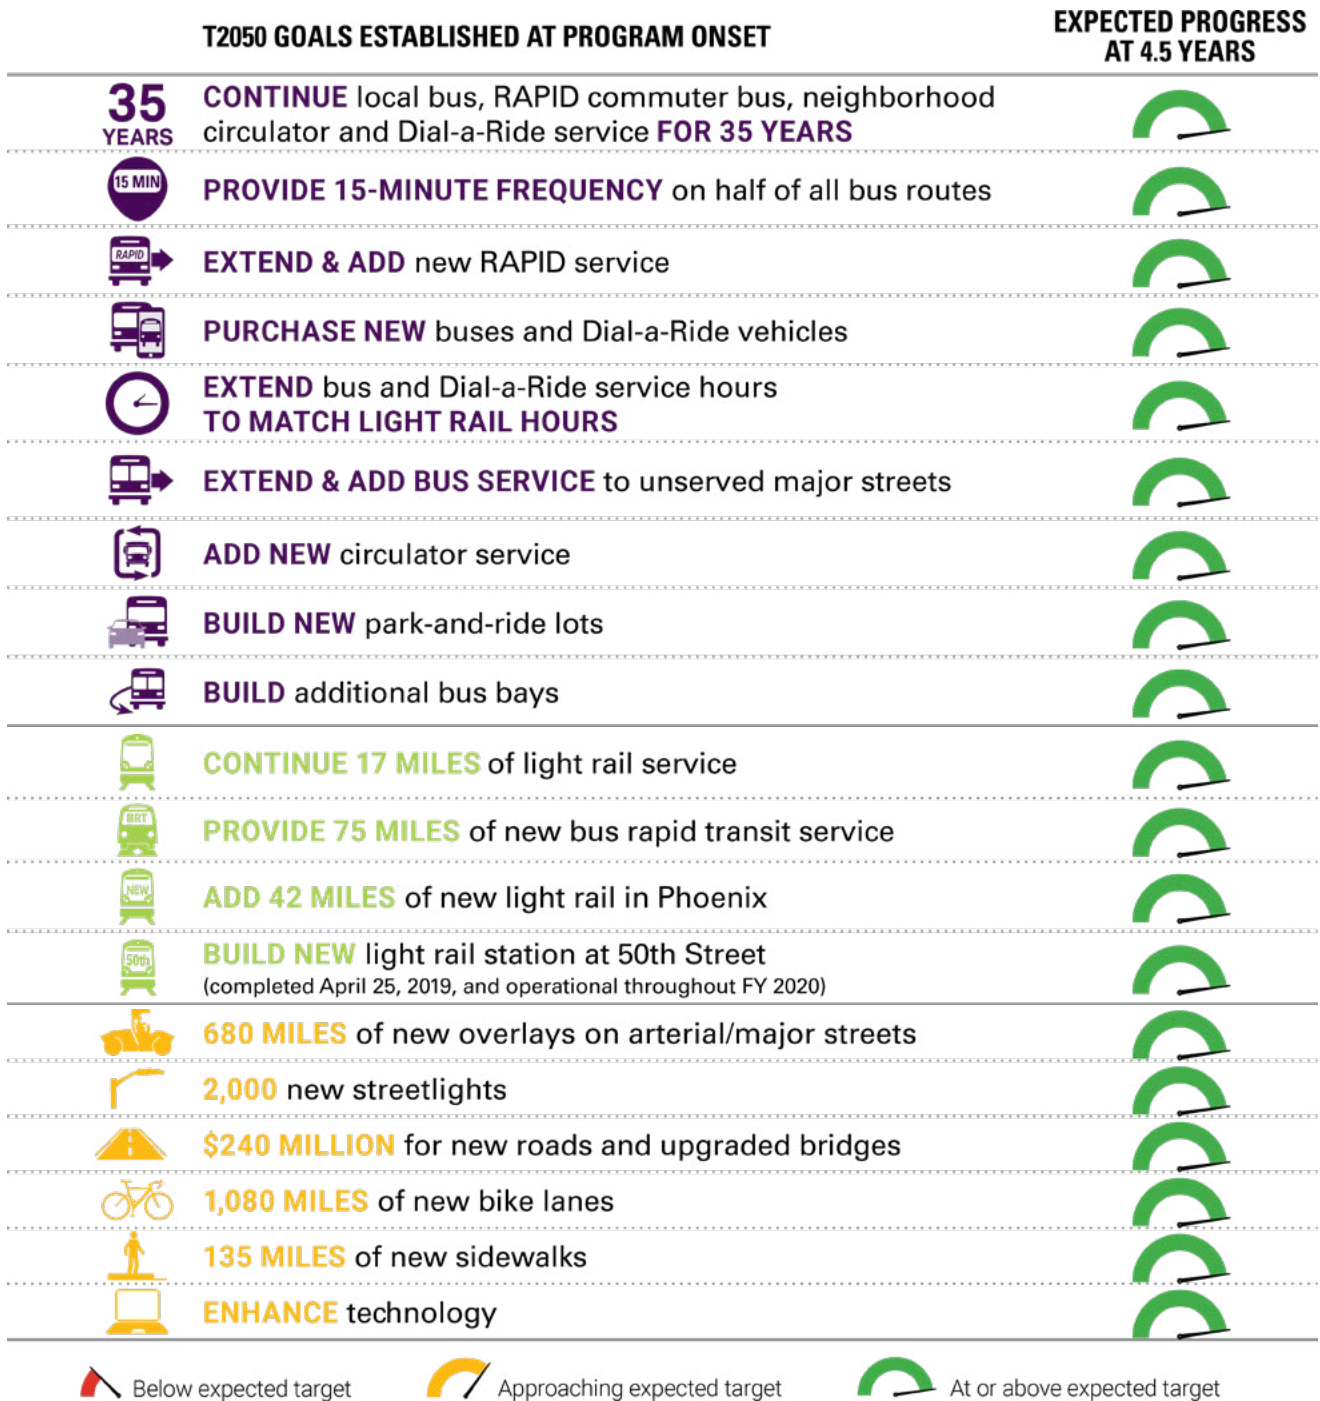 T2050 GOALS ESTABLISHED AT PROGRAM ONSET
EXPECTED PROGRESS
AT 4.5 YEARS
35
YEARS
CONTINUE local bus, RAPID commuter bus, neighborhood
circulator and Dial-a-Ride service FOR 35 YEARS
15 MIN
PROVIDE 15-MINUTE FREQUENCY on half of all bus routes
RAPID
EXTEND & ADD new RAPID service
PURCHASE NEW buses and Dial-a-Ride vehicles
EXTEND bus and Dial-a-Ride service hours
TO MATCH LIGHT RAIL HOURS
EXTEND & ADD BUS SERVICE to unserved major streets
ADD NEW circulator service
BUILD NEW park-and-ride lots
BUILD additional bus bays
CONTINUE 17 MILES of light rail service
BRT
PROVIDE 75 MILES of new bus rapid transit service
NEW
ADD 42 MILES of new light rail in Phoenix
50th
BUILD NEW light rail station at 50th Street
(completed April 25, 2019, and operational throughout FY 2020)
680 MILES of new overlays on arterial/major streets
2,000 new streetlights
$240 MILLION for new roads and upgraded bridges
1,080 MILES of new bike lanes
135 MILES of new sidewalks
ENHANCE technology
Below expected target
Approaching expected target
At or above expected target